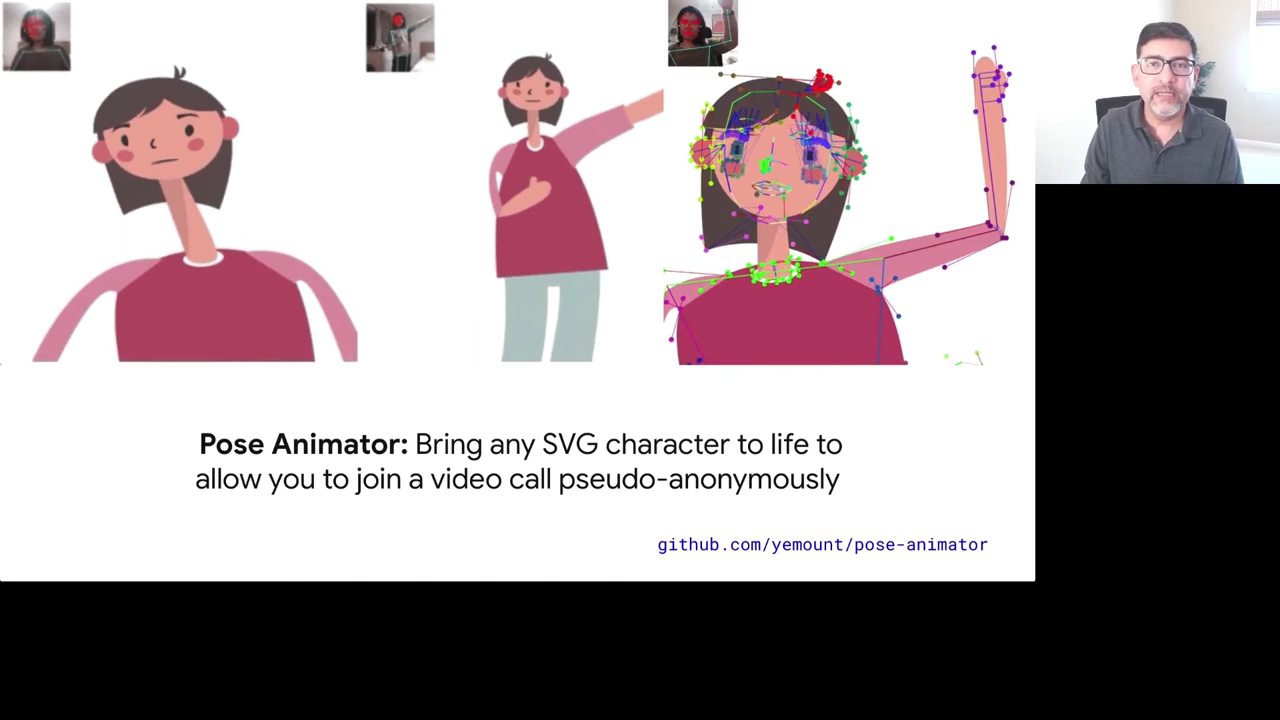 Pose Animator: Bring any SVG character to life to
allow you to join a video call pseudo-anonymously
github.com/yemount/pose-animator